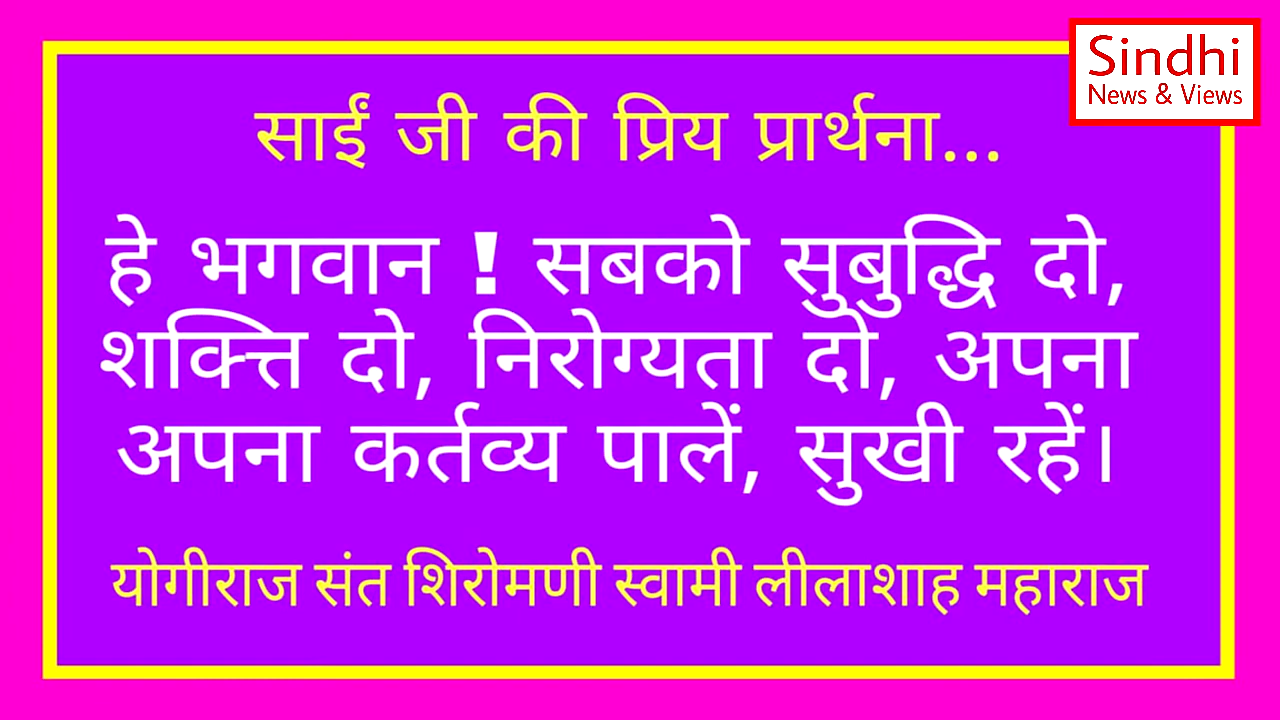 Sindhi
News & Views
साईं जी की प्रिय प्रार्थना...
हे भगवान ! सबको सुबुद्धि दो,
शक्ति दो, निरोग्यता दो, अपना
अपना कर्तव्य पालें, सुखी रहें।
योगीराज संत शिरोमणी स्वामी लीलाशाह महाराज